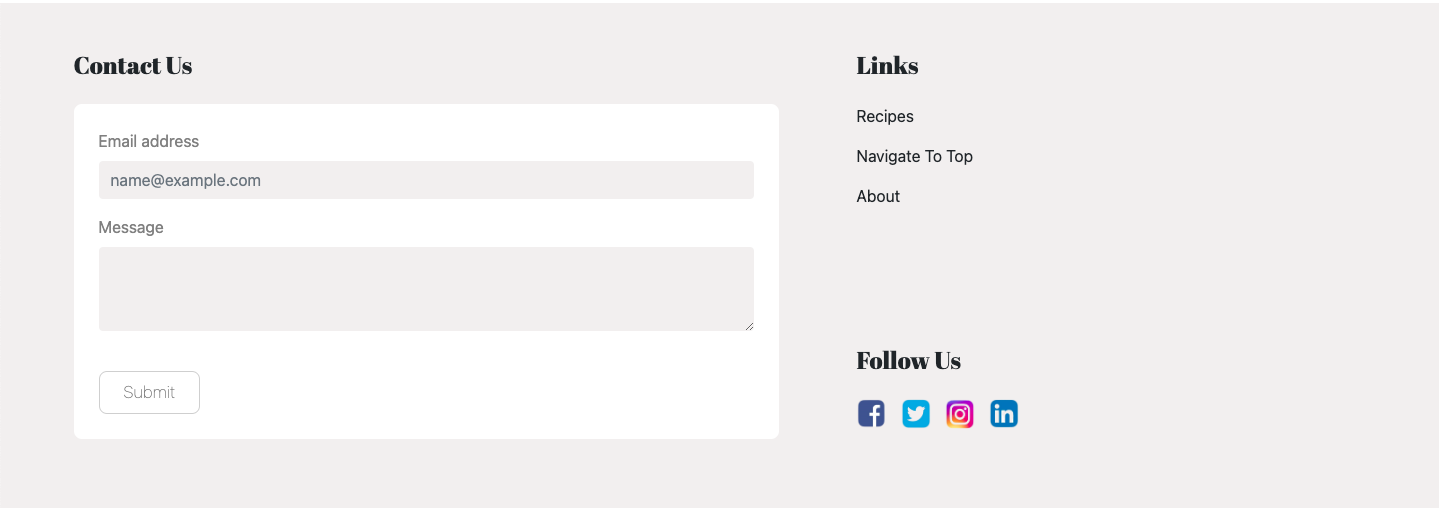 Contact Us
Email address
name@example.com
Message
Submit
Links
Recipes
Navigate To Top
About
Follow Us